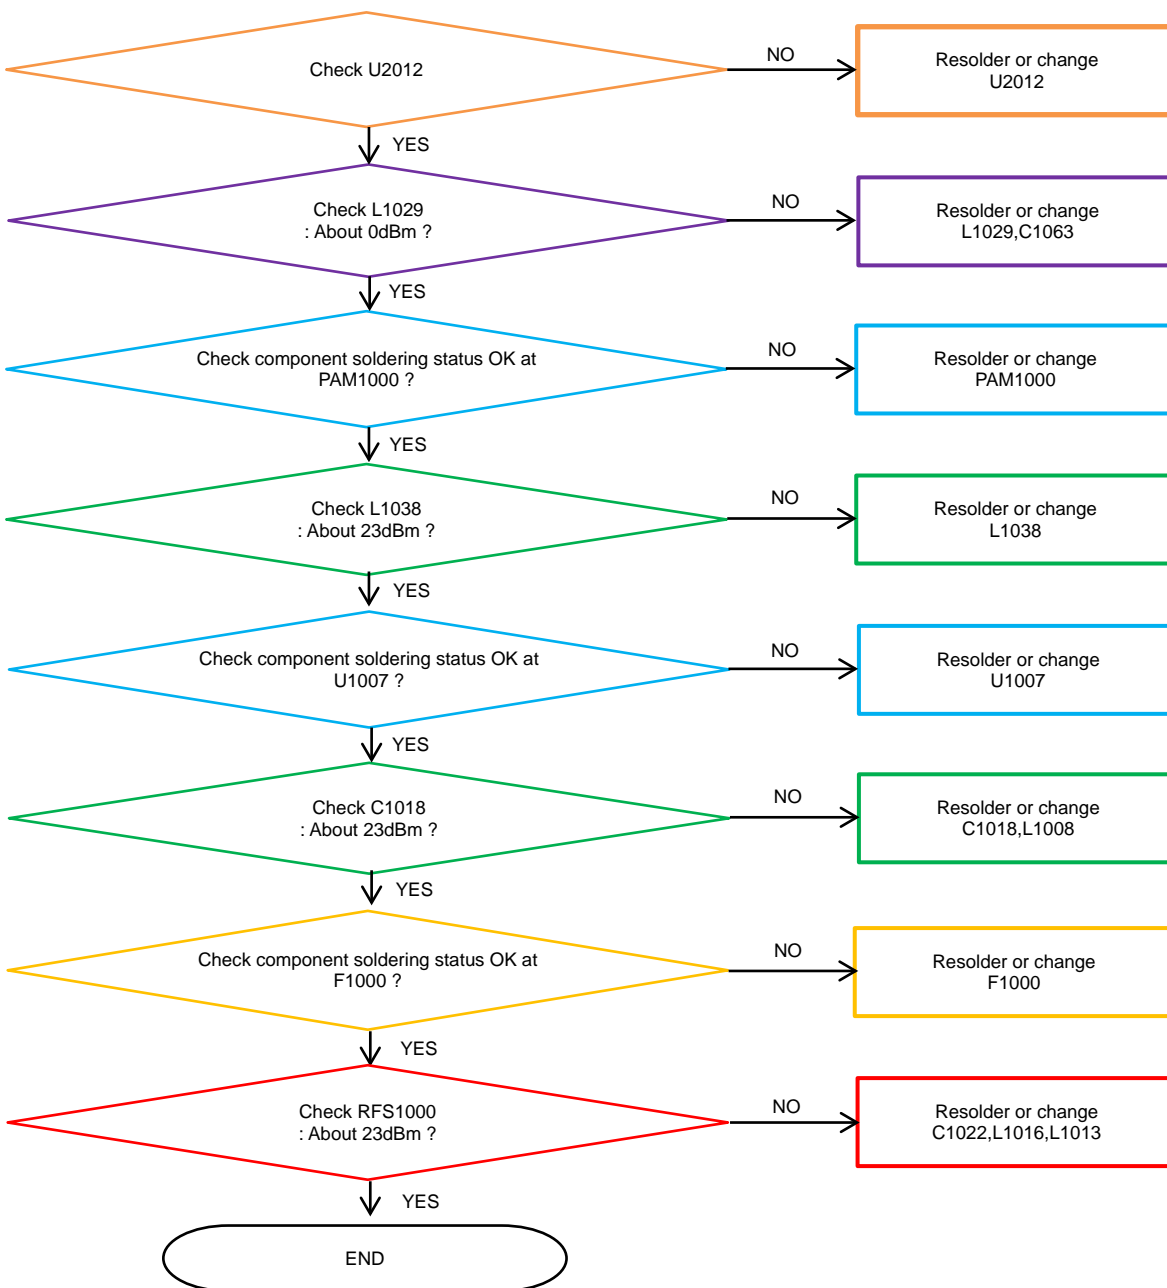 Check U2012
NO
Resolder or change
U2012
YES
Check L1029
: About 0dBm ?
NO
Resolder or change
L1029,C1063
YES
Check component soldering status OK at
PAM1000 ?
NO
Resolder or change
PAM1000
YES
Check L1038
: About 23dBm ?
NO
Resolder or change
L1038
YES
Check component soldering status OK at
U1007 ?
NO
Resolder or change
U1007
YES
Check C1018
: About 23dBm ?
NO
Resolder or change
C1018,L1008
YES
Check component soldering status OK at
F1000 ?
NO
Resolder or change
F1000
YES
Check RFS1000
: About 23dBm ?
NO
Resolder or change
C1022,L1016,L1013
YES
END